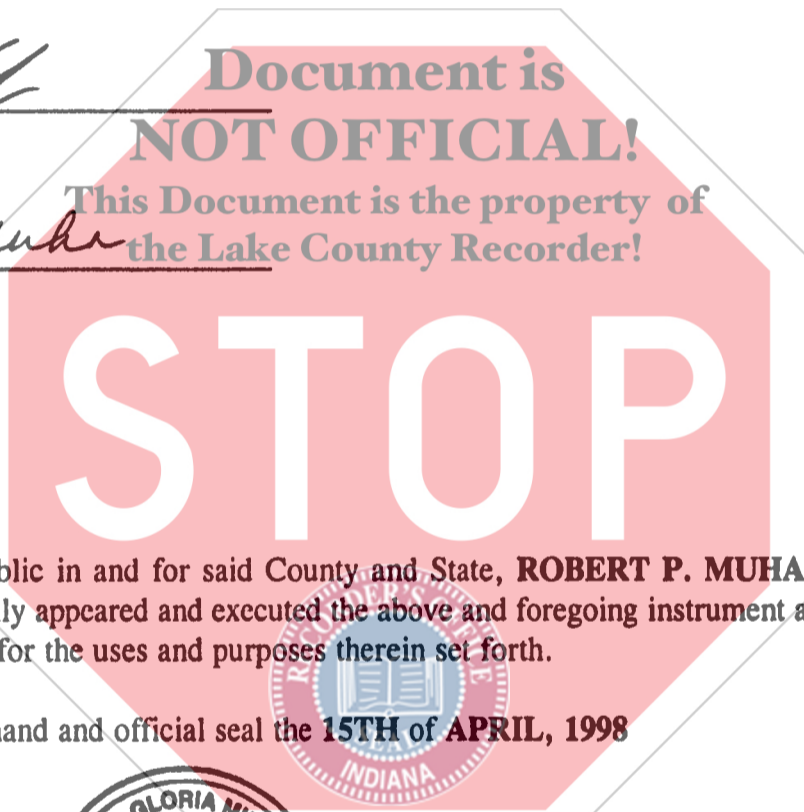 Document is
NOT OFFICIAL!
This Document is the property of
the Lake County Recorder!
STOP
blic in and for said County and State, ROBERT P. MUHA
ly appeared and executed the above and foregoing instrument a
for the uses and purposes therein set forth.
RECORDER'S OFFICE
hand and official seal the 15TH of APRIL, 1998
SEAL
INDIANA
GLORIA